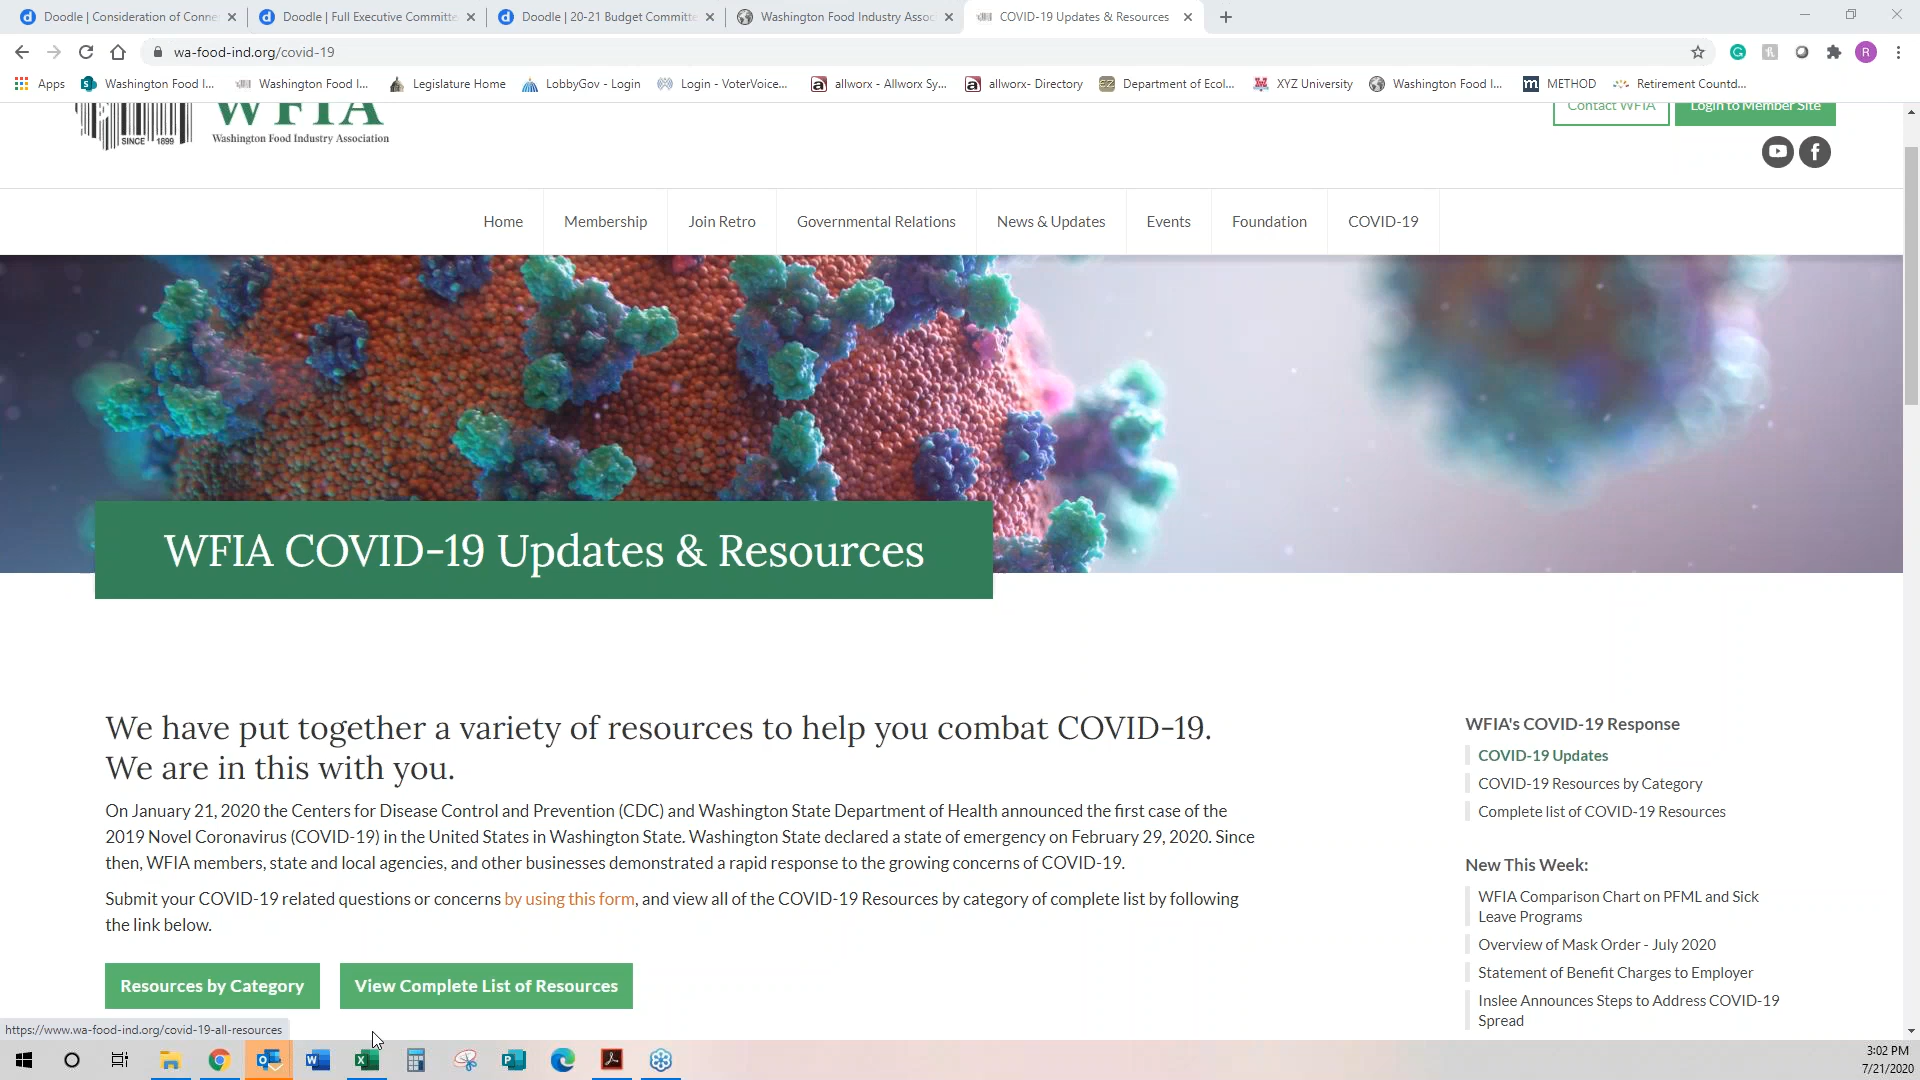 Doodle | Consideration of Conne
Doodle | Full Executive Committe
Doodle | 20-21 Budget Committe
Washington Food Industry Assoc
COVID-19 Updates & Resources
wa-food-ind.org/covid-19
R
Apps
Washington Food I...
Washington Food I...
Legislature Home
LobbyGov - Login
Login - VoterVoice...
allworx - Allworx Sy...
allworx- Directory
Department of Ecol...
XYZ University
Washington Food I...
METHOD
Retirement Countd...
SINCE 1899
WFIA
Washington Food Industry Association
Contact WFIA
Login to Member Site
Home
Membership
Join Retro
Governmental Relations
News & Updates
Events
Foundation
COVID-19
WFIA COVID-19 Updates & Resources
We have put together a variety of resources to help you combat COVID-19.
We are in this with you.
On January 21, 2020 the Centers for Disease Control and Prevention (CDC) and Washington State Department of Health announced the first case of the
2019 Novel Coronavirus (COVID-19) in the United States in Washington State. Washington State declared a state of emergency on February 29, 2020. Since
then, WFIA members, state and local agencies, and other businesses demonstrated a rapid response to the growing concerns of COVID-19.
Submit your COVID-19 related questions or concerns by using this form, and view all of the COVID-19 Resources by category of complete list by following
the link below.
Resources by Category
View Complete List of Resources
WFIA's COVID-19 Response
COVID-19 Updates
COVID-19 Resources by Category
Complete list of COVID-19 Resources
New This Week:
WFIA Comparison Chart on PFML and Sick
Leave Programs
Overview of Mask Order - July 2020
Statement of Benefit Charges to Employer
Inslee Announces Steps to Address COVID-19
Spread
https://www.wa-food-ind.org/covid-19-all-resources
3:02 PM
7/21/2020